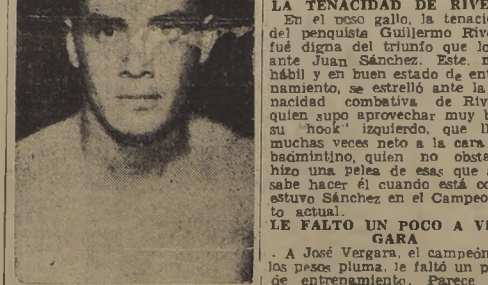 LA TENACIDAD DE RIVE
En el peso gallo, la tenaci
del penquista Guillermo Rive
fué digna del triunfo que lo
ante Juan Sánchez. Este, m
hábil y en buen estado de ent
namiento, se estrelló ante la
nacidad combativa de Riv
quien supo aprovechar muy b
su "hook" izquierdo, que ll
muchas veces neto a la cara
badmintino, quien no obsta
hizo una pelea de esas que
sabe hacer él cuando está co
estuvo Sánchez en el Campeo
to actual.
LE FALTO UN POCO A VE
GARA
A José Vergara, el campeón
los pesos pluma, le faltó un p
de entrenamiento. Parece